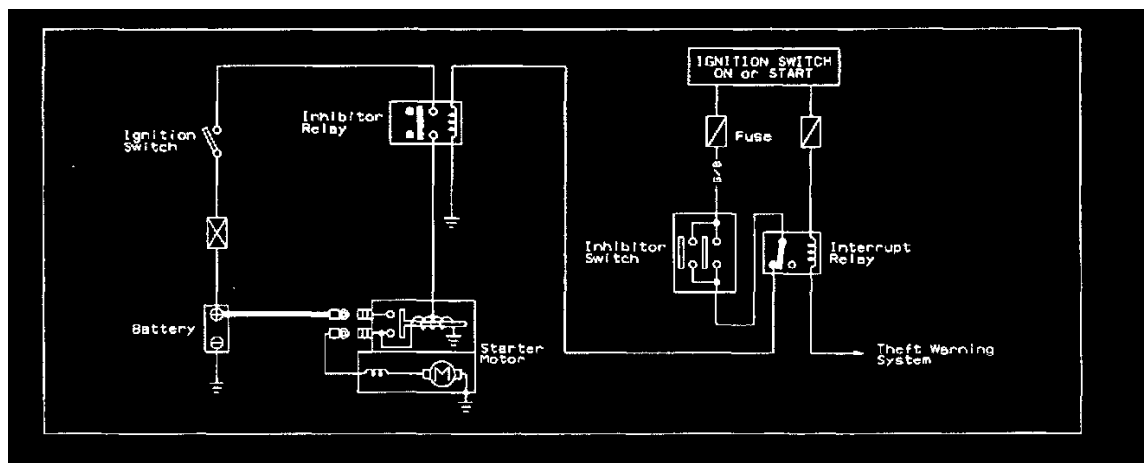 IGNITION SWITCH
ON or START
Inhibitor
Relay
Ignition
Switch
Fuse
G/B
Inhibitor
Switch
Interrupt
Relay
Battery
Starter
Motor
M
Theft Warning
System